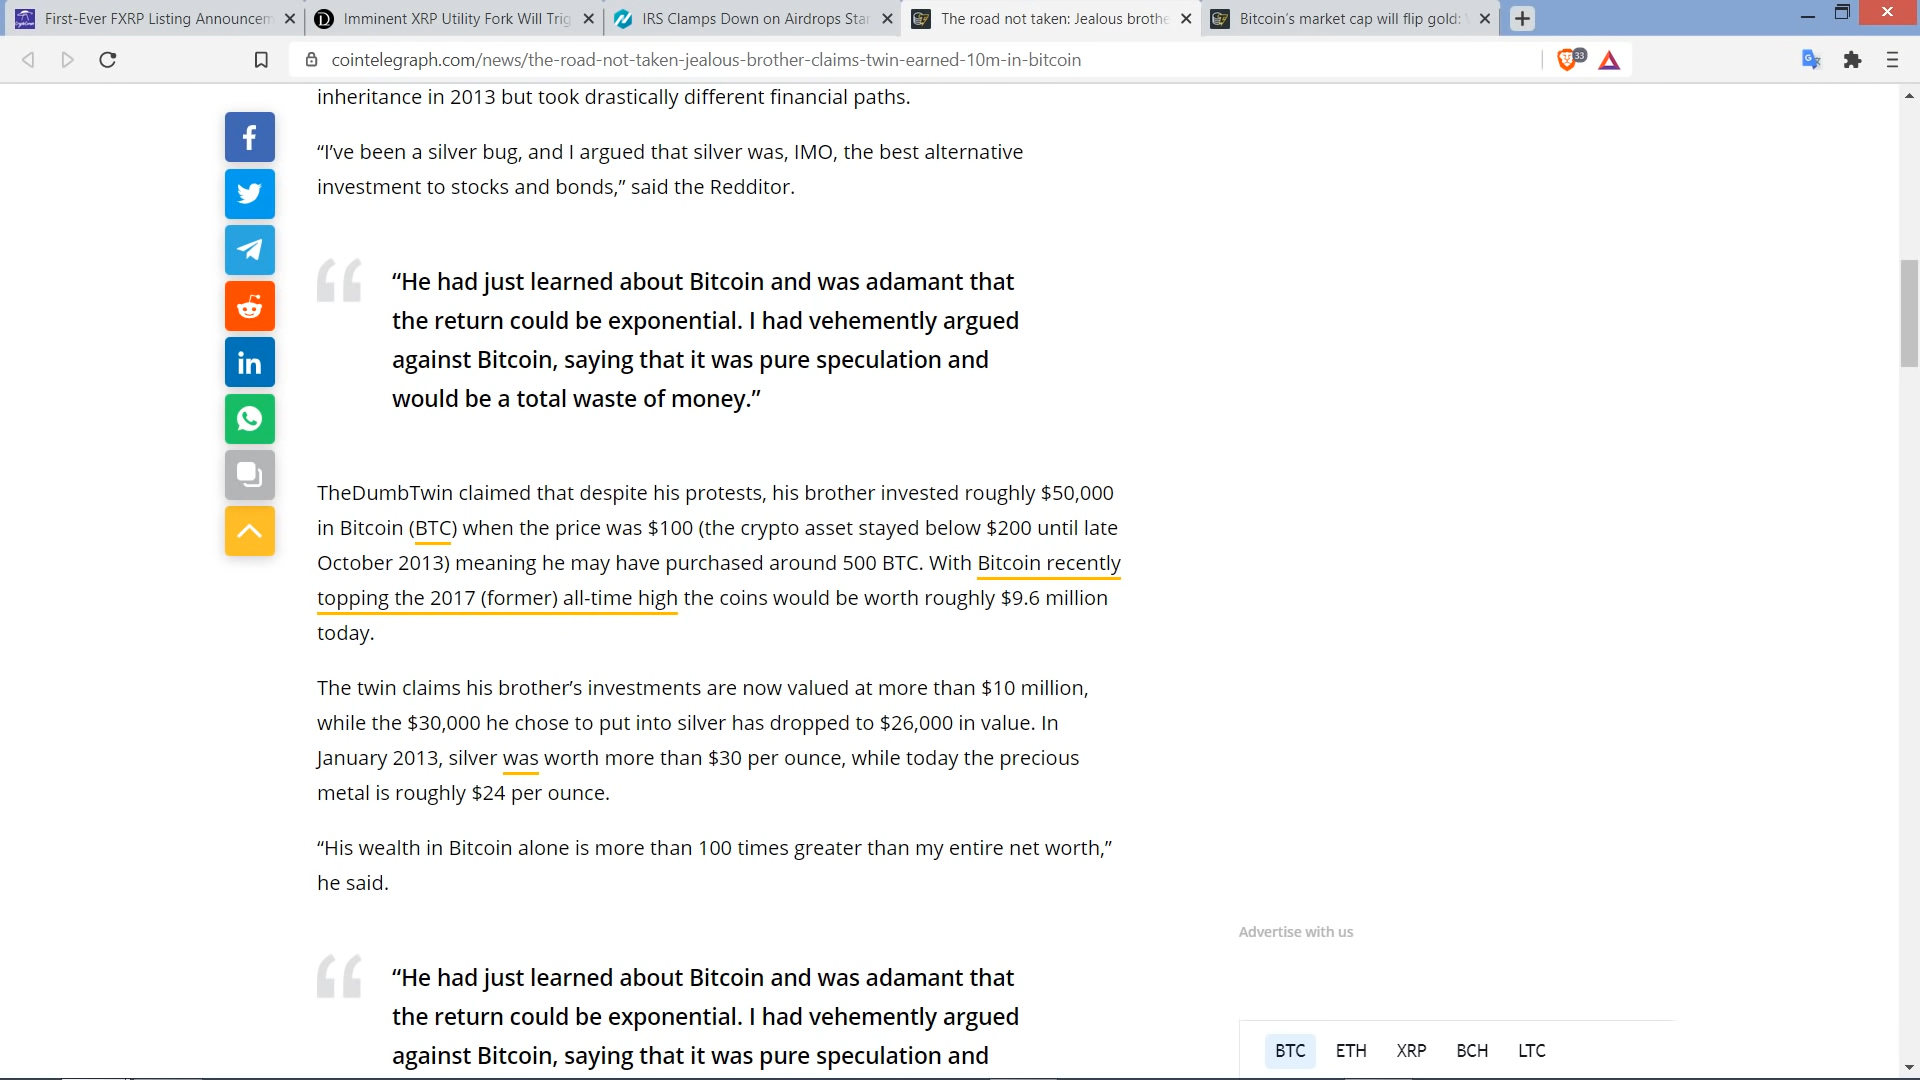 First-Ever FXRP Listing Announcem
Imminent XRP Utility Fork Will Trig
IRS Clamps Down on Airdrops Sta
The road not taken: Jealous brothe
Bitcoin's market cap will flip gold:
cointelegraph.com/news/the-road-not-taken-jealous-brother-claims-twin-earned-10m-in-bitcoin
33
inheritance in 2013 but took drastically different financial paths.
“I’ve been a silver bug, and I argued that silver was, IMO, the best alternative
investment to stocks and bonds,” said the Redditor.
“He had just learned about Bitcoin and was adamant that
the return could be exponential. I had vehemently argued
against Bitcoin, saying that it was pure speculation and
would be a total waste of money.”
TheDumbTwin claimed that despite his protests, his brother invested roughly $50,000
in Bitcoin (BTC) when the price was $100 (the crypto asset stayed below $200 until late
October 2013) meaning he may have purchased around 500 BTC. With Bitcoin recently
topping the 2017 (former) all-time high the coins would be worth roughly $9.6 million
today.
The twin claims his brother’s investments are now valued at more than $10 million,
while the $30,000 he chose to put into silver has dropped to $26,000 in value. In
January 2013, silver was worth more than $30 per ounce, while today the precious
metal is roughly $24 per ounce.
“His wealth in Bitcoin alone is more than 100 times greater than my entire net worth,”
he said.
Advertise with us
“He had just learned about Bitcoin and was adamant that
the return could be exponential. I had vehemently argued
against Bitcoin, saying that it was pure speculation and
BTC ETH XRP BCH LTC